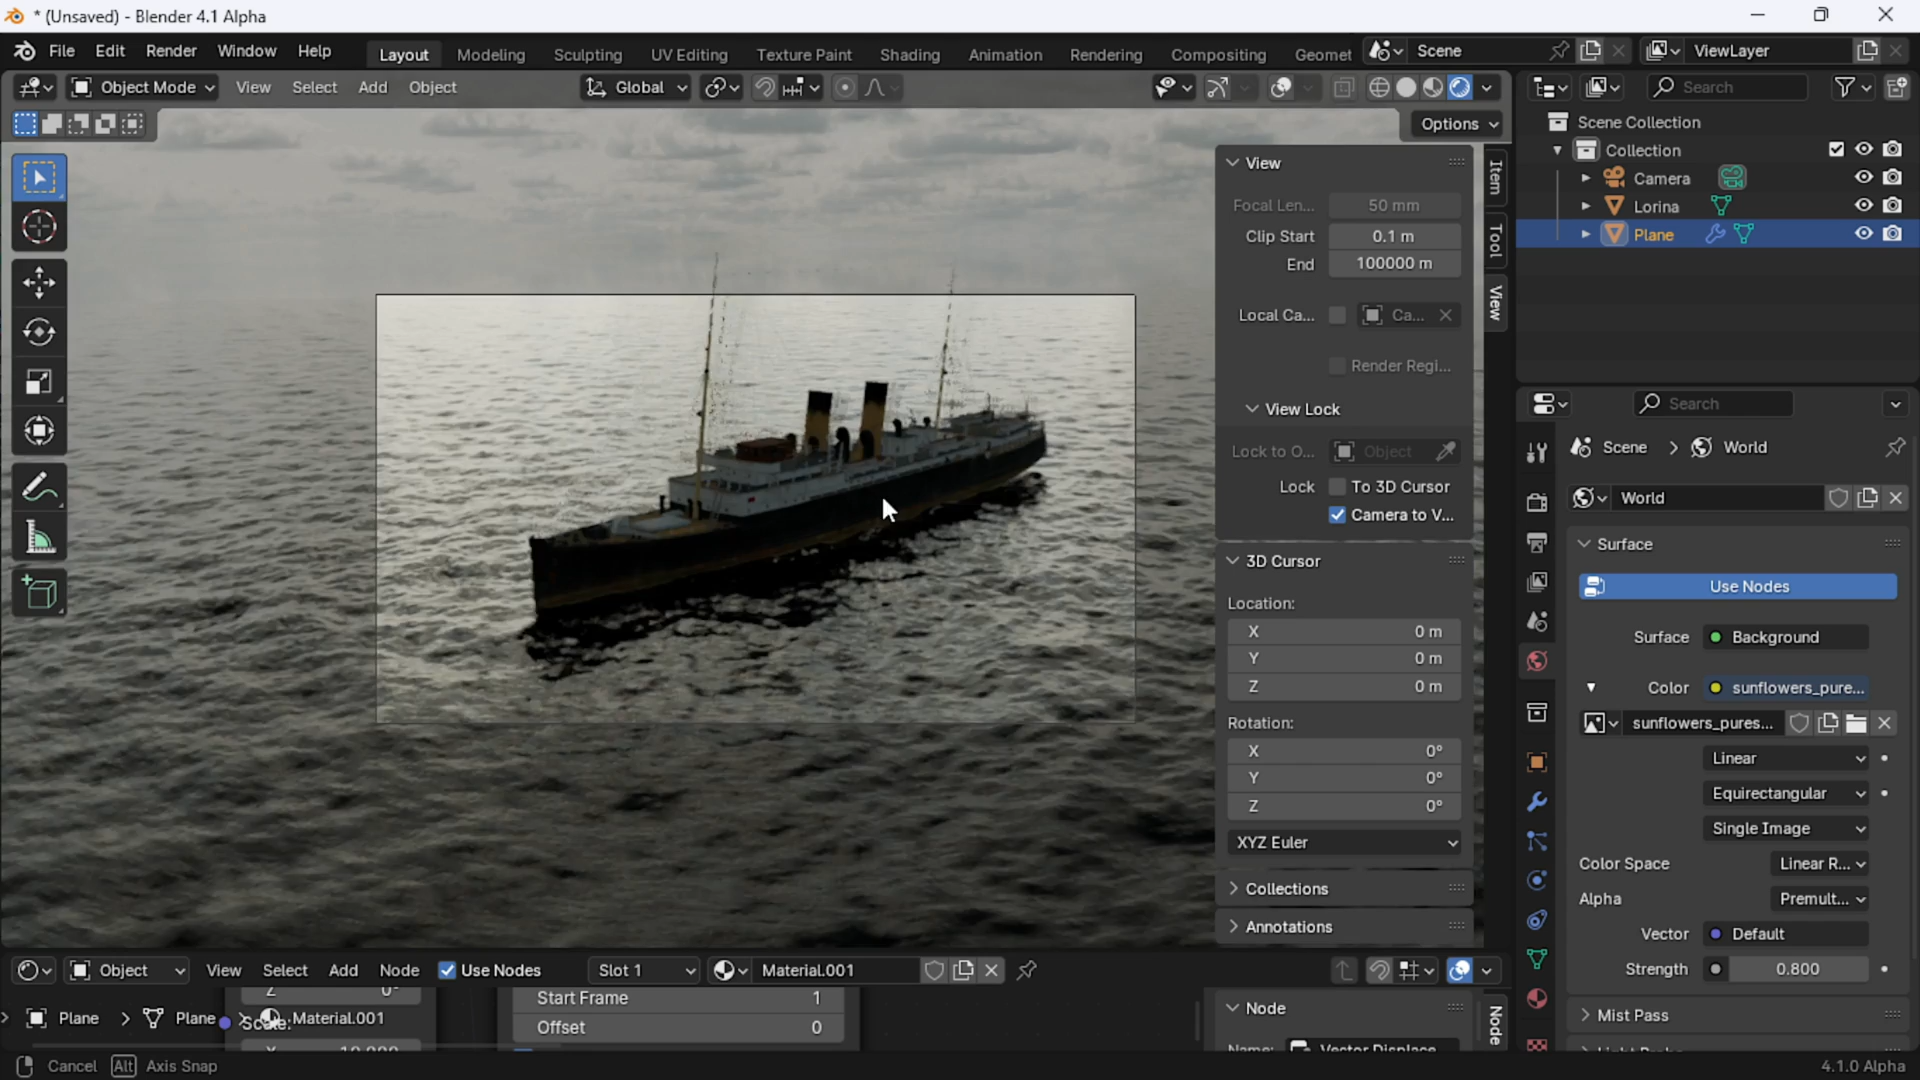 * (Unsaved) - Blender 4.1 Alpha
File Edit Render Window Help
Layout Modeling Sculpting UV Editing Texture Paint Shading Animation Rendering Compositing Geomet
Scene
ViewLayer
Object Mode View Select Add Object
Global
Search
Options
Scene Collection
Collection
Camera
Lorina
Plane
View
Focal Len... 50 mm
Clip Start 0.1 m
End 100000 m
Local Ca... Ca...
Render Regi...
View Lock
Lock to O... Object
Lock To 3D Cursor
Camera to V...
3D Cursor
Location:
X 0 m
Y 0 m
Z 0 m
Rotation:
X 0°
Y 0°
Z 0°
XYZ Euler
Collections
Annotations
Item
Tool
View
Search
Scene > World
World
Surface
Use Nodes
Surface Background
Color sunflowers_pure...
sunflowers_pures...
Linear
Equirectangular
Single Image
Color Space Linear R...
Alpha Premult...
Vector Default
Strength 0.800
Mist Pass
Object View Select Add Node Use Nodes Slot 1 Material.001
Z 0°
Start Frame 1
Offset 0
Plane > Plane > Material.001
Scale:
Node
Name: Vector Displace
Node
Cancel Alt Axis Snap
4.1.0 Alpha